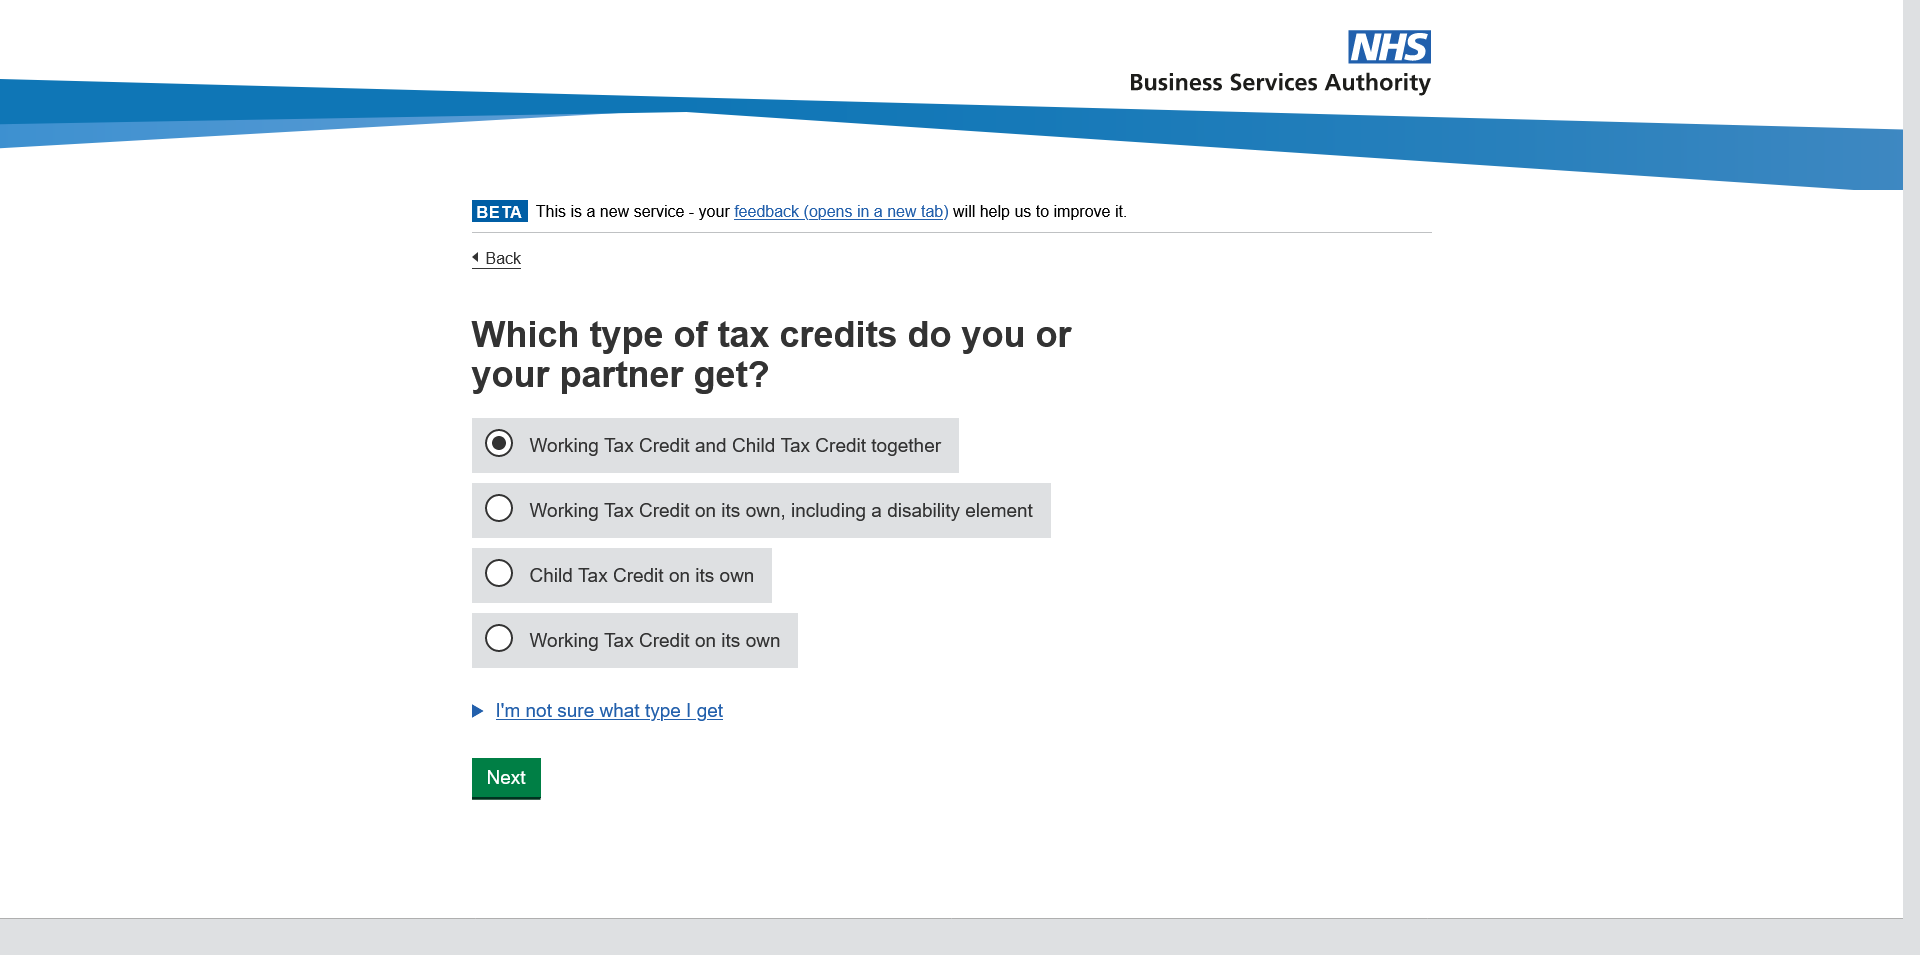 NHS
Business Services Authority
BETA This is a new service - your feedback (opens in a new tab) will help us to improve it.
Back
Which type of tax credits do you or
your partner get?
Working Tax Credit and Child Tax Credit together
Working Tax Credit on its own, including a disability element
Child Tax Credit on its own
Working Tax Credit on its own
I'm not sure what type I get
Next